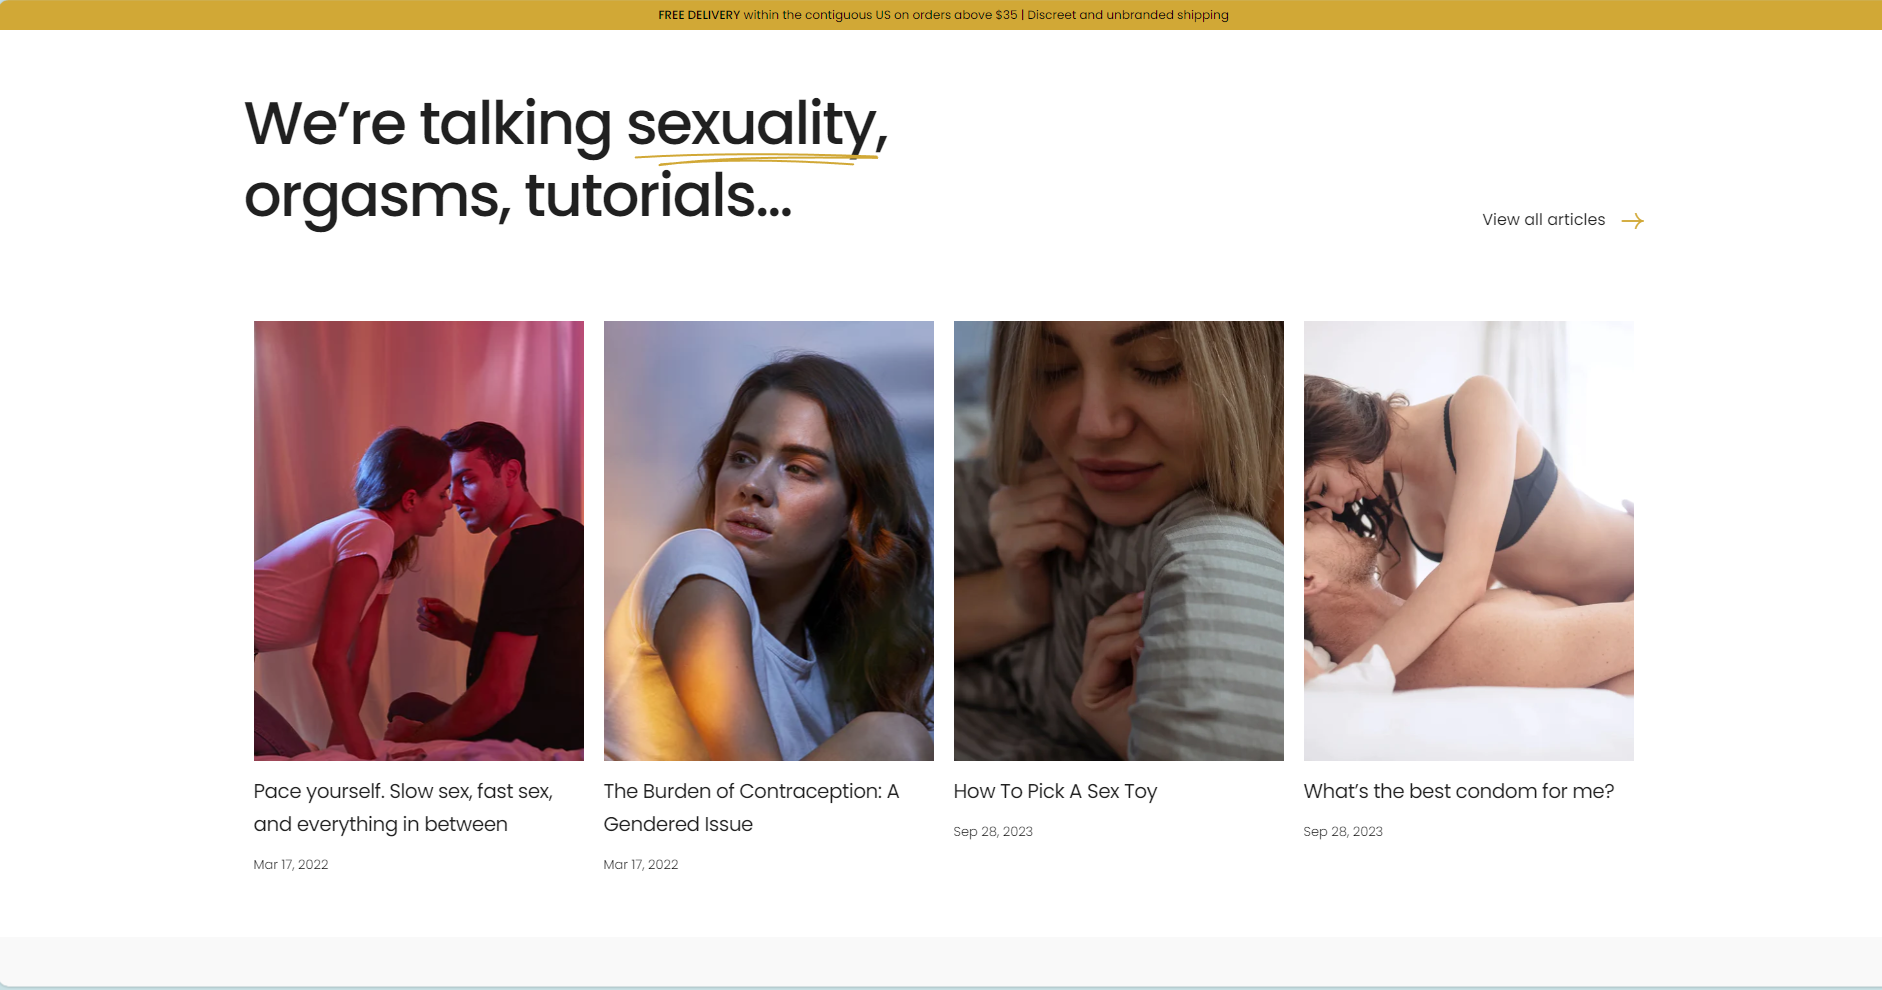 FREE DELIVERY within the contiguous US on orders above $35 | Discreet and unbranded shipping
We’re talking sexuality,
orgasms, tutorials...
View all articles
Pace yourself. Slow sex, fast sex,
and everything in between
Mar 17, 2022
The Burden of Contraception: A
Gendered Issue
Mar 17, 2022
How To Pick A Sex Toy
Sep 28, 2023
What’s the best condom for me?
Sep 28, 2023